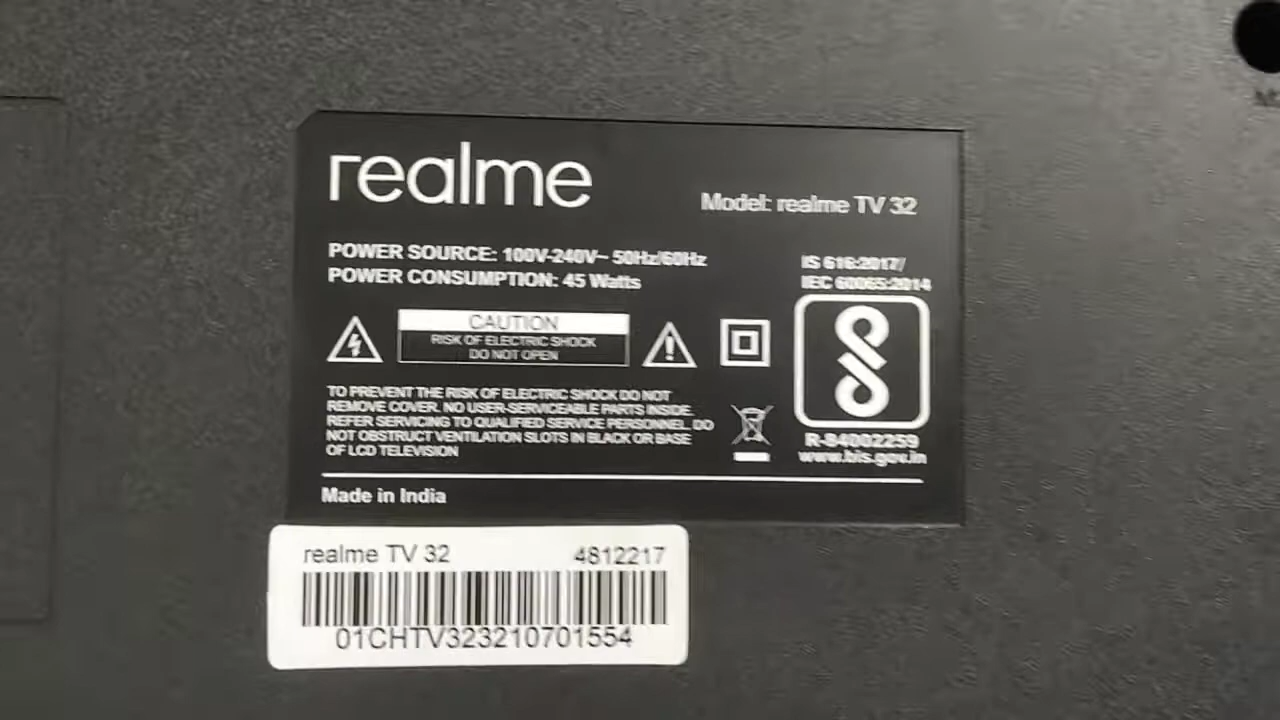 realme
Model: realme TV 32
POWER SOURCE: 100V-240V~ 50Hz/60Hz
POWER CONSUMPTION: 45 Watts
IS 616:2017/
IEC 60065:2014
CAUTION
RISK OF ELECTRIC SHOCK
DO NOT OPEN
TO PREVENT THE RISK OF ELECTRIC SHOCK DO NOT
REMOVE COVER. NO USER-SERVICEABLE PARTS INSIDE.
REFER SERVICING TO QUALIFIED SERVICE PERSONNEL. DO
NOT OBSTRUCT VENTILATION SLOTS IN BLACK OR BASE
OF LCD TELEVISION
R-84002259
www.bis.gov.in
Made in India
realme TV 32
4812217
01CHTV323210701554